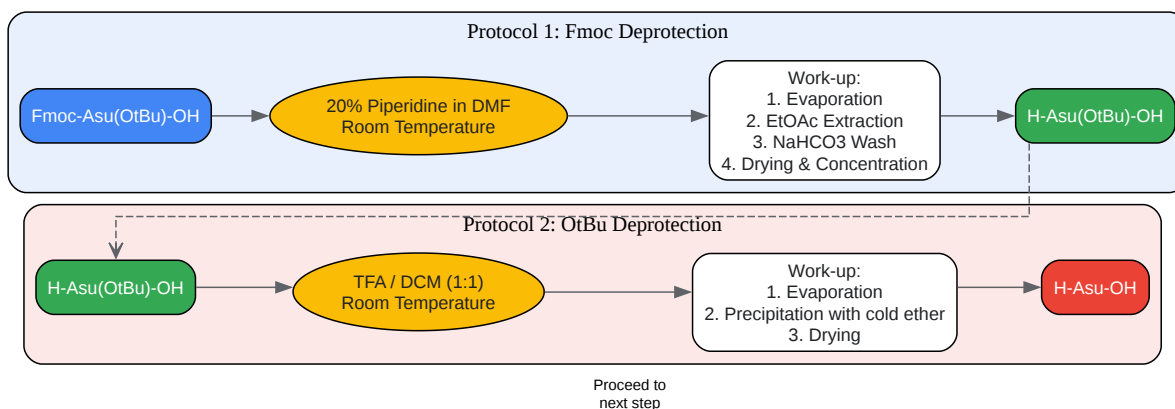 Protocol 1: Fmoc Deprotection
Fmoc-Asu(OtBu)-OH
20% Piperidine in DMF
Room Temperature
Work-up:
1. Evaporation
2. EtOAc Extraction
3. NaHCO3 Wash
4. Drying & Concentration
H-Asu(OtBu)-OH
Protocol 2: OtBu Deprotection
H-Asu(OtBu)-OH
TFA / DCM (1:1)
Room Temperature
Work-up:
1. Evaporation
2. Precipitation with cold ether
3. Drying
H-Asu-OH
Proceed to
next step